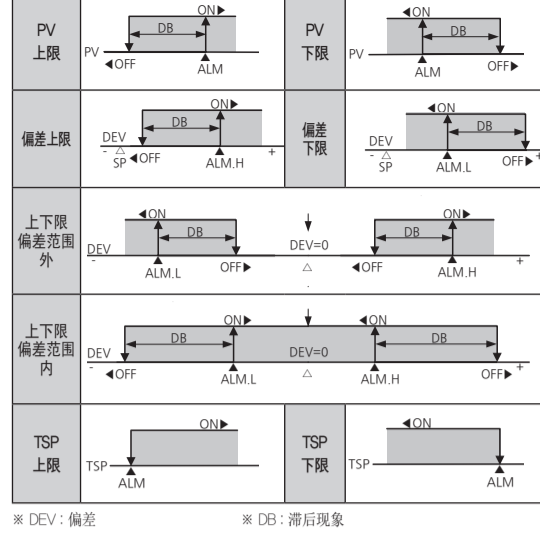 PV
上限
ON▶
DB
PV
◀OFF
ALM
PV
下限
◀ON
DB
PV
ALM
OFF▶
偏差上限
ON▶
DB
DEV
- △ +
SP ◀OFF
ALM.H
偏差
下限
◀ON
DB
DEV
- △ +
SP
ALM.L
OFF▶
上下限
偏差范围
外
◀ON
DB
DEV
-
ALM.L
OFF▶
DEV=0
△
ON▶
DB
◀OFF
ALM.H
+
上下限
偏差范围
内
ON▶
DB
DEV
-
◀OFF
ALM.L
DEV=0
△
◀ON
DB
ALM.H
OFF▶
+
TSP
上限
ON▶
TSP
ALM
TSP
下限
◀ON
TSP
ALM
※ DEV : 偏差
※ DB : 滞后现象